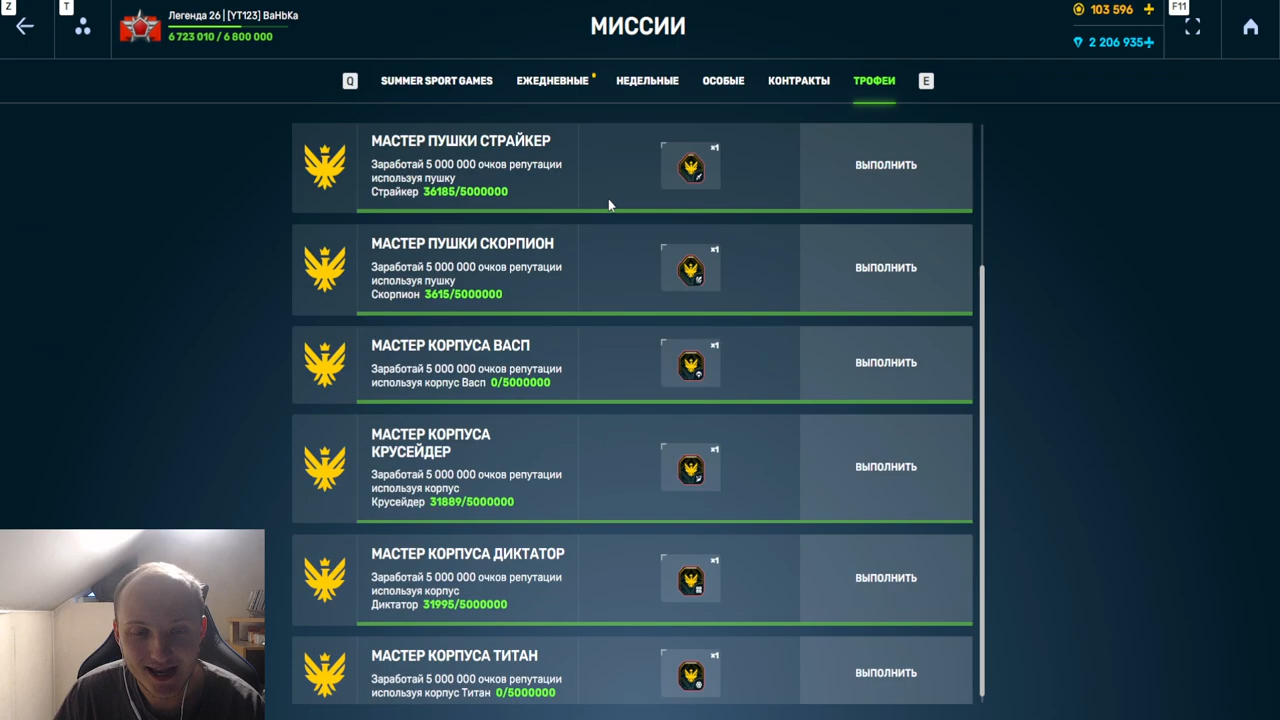 Z
T
Легенда 26 | [YT123] BaHbKa
6 723 010 / 6 800 000
МИССИИ
103 596 +
2 206 935+
F11
Q
SUMMER SPORT GAMES
ЕЖЕДНЕВНЫЕ
НЕДЕЛЬНЫЕ
ОСОБЫЕ
КОНТРАКТЫ
ТРОФЕИ
E
МАСТЕР ПУШКИ СТРАЙКЕР
Заработай 5 000 000 очков репутации
используя пушку
Страйкер 36185/5000000
x1
ВЫПОЛНИТЬ
МАСТЕР ПУШКИ СКОРПИОН
Заработай 5 000 000 очков репутации
используя пушку
Скорпион 3615/5000000
x1
ВЫПОЛНИТЬ
МАСТЕР КОРПУСА ВАСП
Заработай 5 000 000 очков репутации
используя корпус Васп 0/5000000
x1
ВЫПОЛНИТЬ
МАСТЕР КОРПУСА
КРУСЕЙДЕР
Заработай 5 000 000 очков репутации
используя корпус
Крусейдер 31889/5000000
x1
ВЫПОЛНИТЬ
МАСТЕР КОРПУСА ДИКТАТОР
Заработай 5 000 000 очков репутации
используя корпус
Диктатор 31995/5000000
x1
ВЫПОЛНИТЬ
МАСТЕР КОРПУСА ТИТАН
Заработай 5 000 000 очков репутации
используя корпус Титан 0/5000000
x1
ВЫПОЛНИТЬ